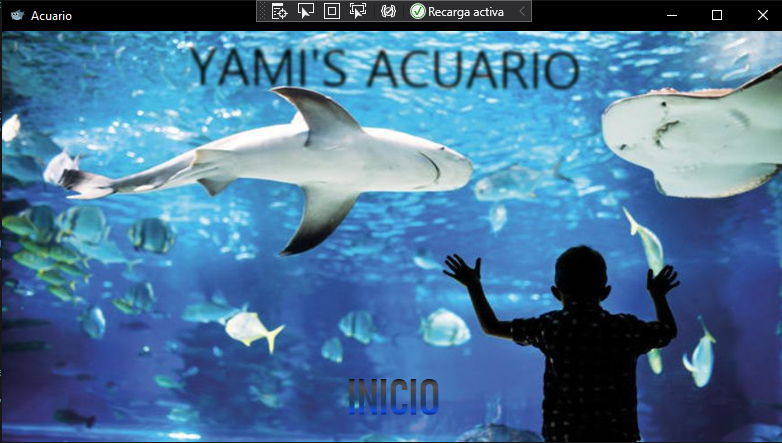 Acuario
Recarga activa
YAMI'S ACUARIO
INICIO